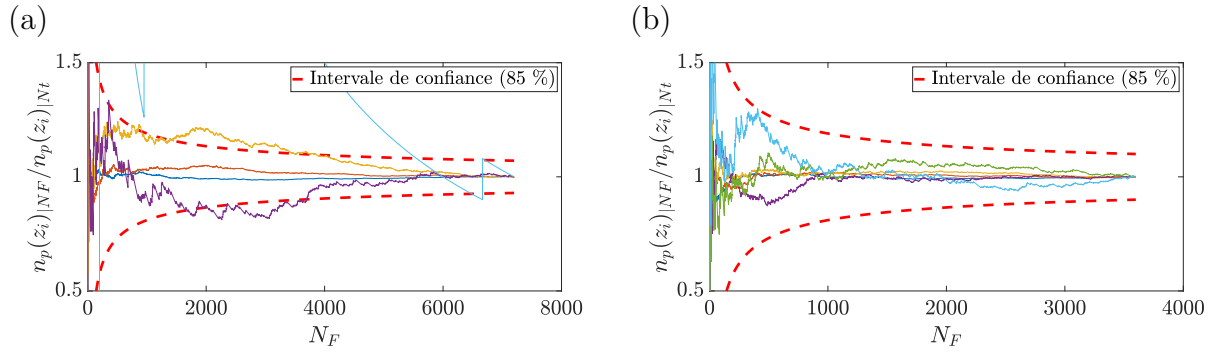 (a)
n_p(z_i)_{|NF}/n_p(z_i)_{|Nt}
1.5
1
0.5
Intervale de confiance (85 %)
0 2000 4000 6000 8000
N_F
(b)
n_p(z_i)_{|NF}/n_p(z_i)_{|Nt}
1.5
1
0.5
Intervale de confiance (85 %)
0 1000 2000 3000 4000
N_F